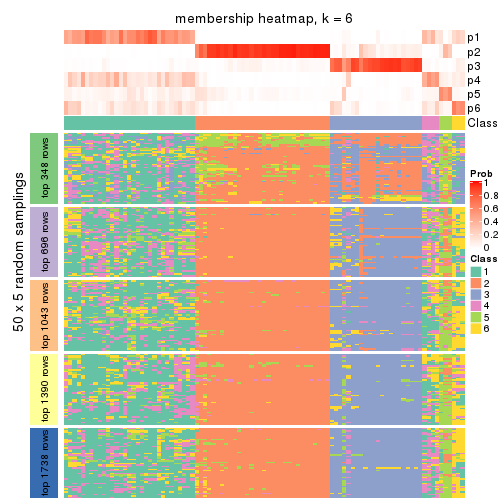 membership heatmap, k = 6
p1
p2
p3
p4
p5
p6
Class
50 x 5 random samplings
top 348 rows
top 696 rows
top 1043 rows
top 1390 rows
top 1738 rows
Prob
1
0.8
0.6
0.4
0.2
0
Class
1
2
3
4
5
6